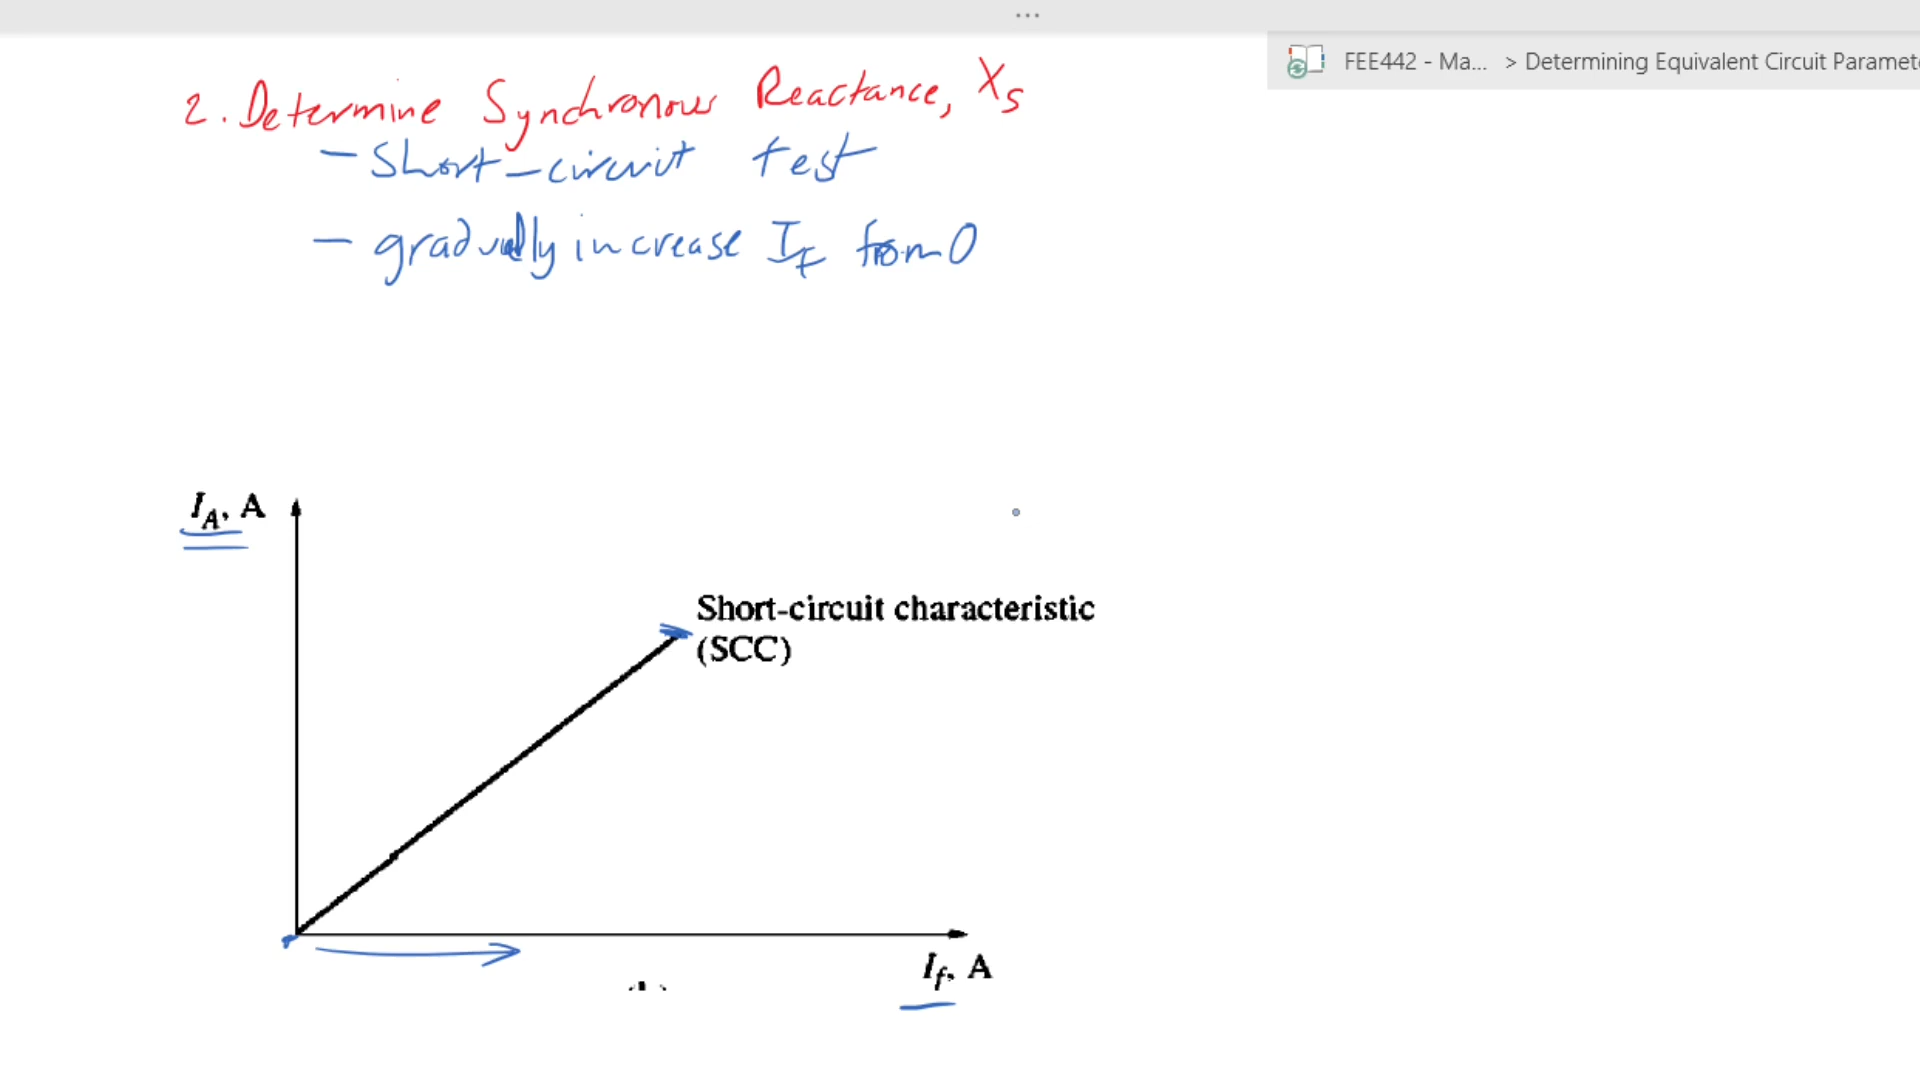 FEE442 - Ma... > Determining Equivalent Circuit Paramet
2. Determine Synchronous Reactance, Xs
- Short-circuit test
- gradually increase If from 0
IA, A
Short-circuit characteristic
(SCC)
If, A